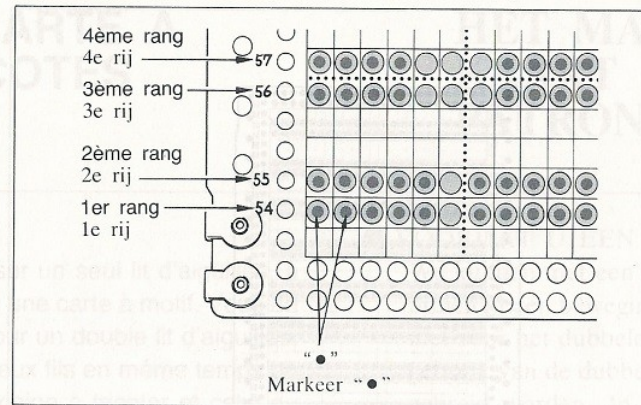 4ème rang
4e rij
57
3ème rang
56
3e rij
2ème rang
2e rij
55
1er rang
54
1e rij
“ ● ”
Markeer “ ● ”